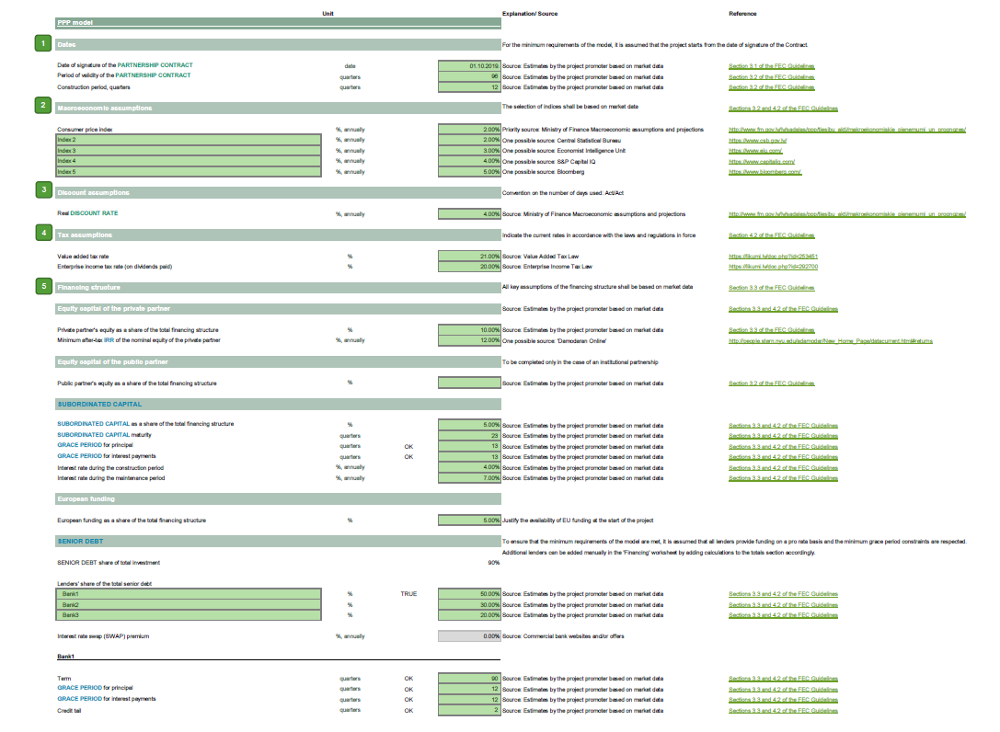 Unit Explanation/ Source Reference
PPP model
1 Dates For the minimum requirements of the model, it is assumed that the project starts from the date of signature of the Contract.
Date of signature of the PARTNERSHIP CONTRACT date 01.10.2019 Source: Estimates by the project promoter based on market data Section 3.1 of the FEC Guidelines
Period of validity of the PARTNERSHIP CONTRACT quarters 96 Source: Estimates by the project promoter based on market data Section 3.2 of the FEC Guidelines
Construction period, quarters quarters 12 Source: Estimates by the project promoter based on market data Section 3.2 of the FEC Guidelines
2 Macroeconomic assumptions The selection of indices shall be based on market data Sections 3.2 and 4.2 of the FEC Guidelines
Consumer price index %, annually 2.00% Priority source: Ministry of Finance Macroeconomic assumptions and projections
Index 2 %, annually 2.00% One possible source: Central Statistical Bureau https://www.csb.gov.lv/
Index 3 %, annually 3.00% One possible source: Economist Intelligence Unit https://www.eiu.com/
Index 4 %, annually 4.00% One possible source: S&P Capital IQ https://www.capitaliq.com/
Index 5 %, annually 5.00% One possible source: Bloomberg https://www.bloomberg.com/
3 Discount assumptions Convention on the number of days used: Act/Act
Real DISCOUNT RATE %, annually 4.00% Source: Ministry of Finance Macroeconomic assumptions and projections
4 Tax assumptions Indicate the current rates in accordance with the laws and regulations in force Section 4.2 of the FEC Guidelines
Value added tax rate % 21.00% Source: Value Added Tax Law https://likumi.lv/doc.php?id=253451
Enterprise income tax rate (on dividends paid) % 20.00% Source: Enterprise Income Tax Law https://likumi.lv/doc.php?id=292700
5 Financing structure All key assumptions of the financing structure shall be based on market data Section 3.3 of the FEC Guidelines
Equity capital of the private partner Source: Estimates by the project promoter based on market data Sections 3.3 and 4.2 of the FEC Guidelines
Private partner's equity as a share of the total financing structure % 10.00% Source: Estimates by the project promoter based on market data Section 3.3 of the FEC Guidelines
Minimum after-tax IRR of the nominal equity of the private partner %, annually 12.00% One possible source: 'Damodaran Online' http://people.stern.nyu.edu/adamodar/New_Home_Page/datacurrent.html#returns
Equity capital of the public partner To be completed only in the case of an institutional partnership
Public partner's equity as a share of the total financing structure % Source: Estimates by the project promoter based on market data Section 3.2 of the FEC Guidelines
SUBORDINATED CAPITAL
SUBORDINATED CAPITAL as a share of the total financing structure % 5.00% Source: Estimates by the project promoter based on market data Sections 3.3 and 4.2 of the FEC Guidelines
SUBORDINATED CAPITAL maturity quarters 23 Source: Estimates by the project promoter based on market data Sections 3.3 and 4.2 of the FEC Guidelines
GRACE PERIOD for principal quarters OK 13 Source: Estimates by the project promoter based on market data Sections 3.3 and 4.2 of the FEC Guidelines
GRACE PERIOD for interest payments quarters OK 13 Source: Estimates by the project promoter based on market data Sections 3.3 and 4.2 of the FEC Guidelines
Interest rate during the construction period %, annually 4.00% Source: Estimates by the project promoter based on market data Sections 3.3 and 4.2 of the FEC Guidelines
Interest rate during the maintenance period %, annually 7.00% Source: Estimates by the project promoter based on market data Sections 3.3 and 4.2 of the FEC Guidelines
European funding
European funding as a share of the total financing structure % 5.00% Justify the availability of EU funding at the start of the project
SENIOR DEBT To ensure that the minimum requirements of the model are met, it is assumed that all lenders provide funding on a pro rata basis and the minimum grace period constraints are respected.
Additional lenders can be added manually in the 'Financing' worksheet by adding calculations to the totals section accordingly.
SENIOR DEBT share of total investment 90%
Lenders' share of the total senior debt
Bank1 % TRUE 50.00% Source: Estimates by the project promoter based on market data Sections 3.3 and 4.2 of the FEC Guidelines
Bank2 % 30.00% Source: Estimates by the project promoter based on market data Sections 3.3 and 4.2 of the FEC Guidelines
Bank3 % 20.00% Source: Estimates by the project promoter based on market data Sections 3.3 and 4.2 of the FEC Guidelines
Interest rate swap (SWAP) premium %, annually 0.00% Source: Commercial bank websites and/or offers
Bank1
Term quarters OK 90 Source: Estimates by the project promoter based on market data Sections 3.3 and 4.2 of the FEC Guidelines
GRACE PERIOD for principal quarters OK 12 Source: Estimates by the project promoter based on market data Sections 3.3 and 4.2 of the FEC Guidelines
GRACE PERIOD for interest payments quarters OK 12 Source: Estimates by the project promoter based on market data Sections 3.3 and 4.2 of the FEC Guidelines
Credit tail quarters OK 2 Source: Estimates by the project promoter based on market data Sections 3.3 and 4.2 of the FEC Guidelines